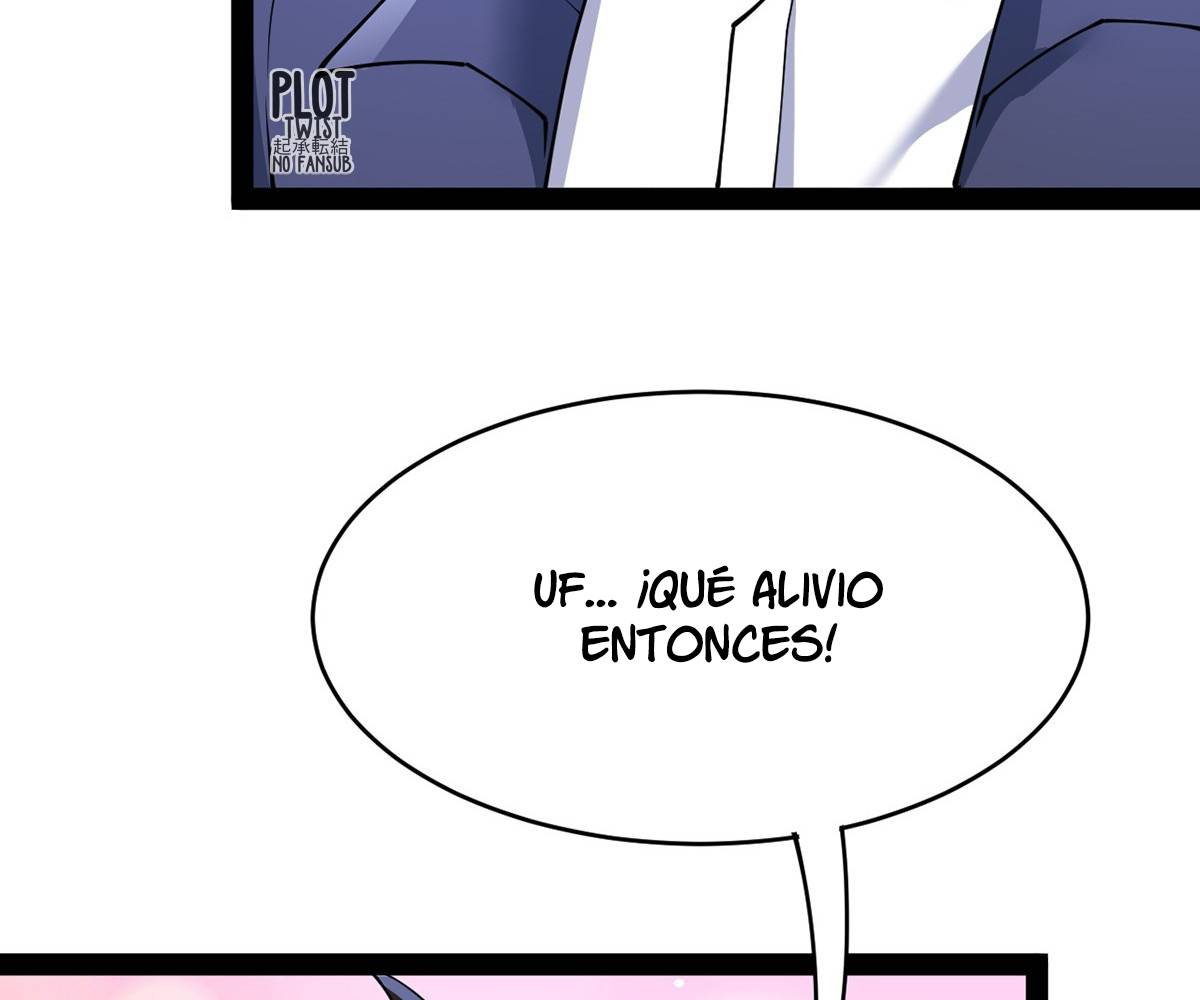 PLOT
TWIST
起承転結
NO FANSUB
UF... ¡QUÉ ALIVIO
ENTONCES!